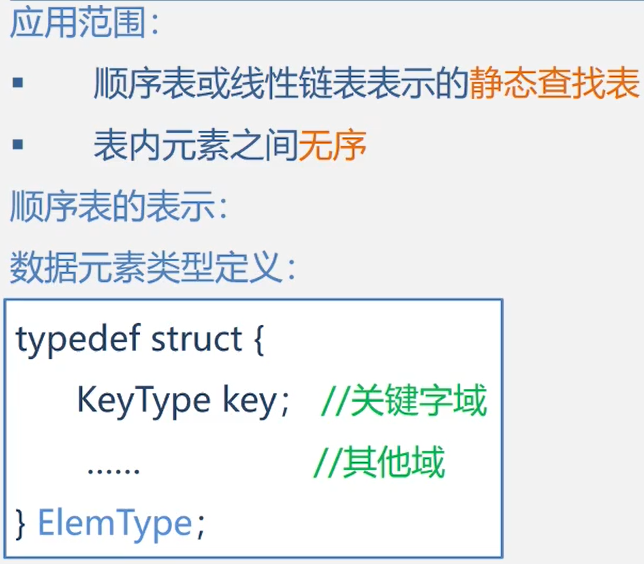 应用范围：
▪ 顺序表或线性链表表示的静态查找表
▪ 表内元素之间无序
顺序表的表示：
数据元素类型定义：
typedef struct {
KeyType key; //关键字域
...... //其他域
} ElemType;